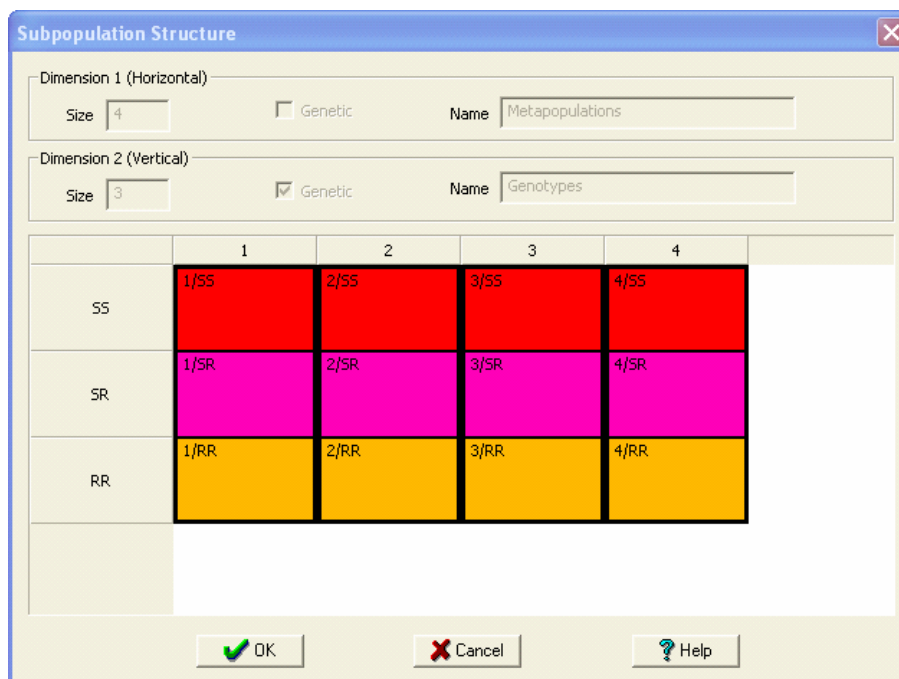 Subpopulation Structure
Dimension 1 (Horizontal)
Size 4 Genetic Name Metapopulations
Dimension 2 (Vertical)
Size 3 Genetic Name Genotypes
1 2 3 4
SS 1/SS 2/SS 3/SS 4/SS
SR 1/SR 2/SR 3/SR 4/SR
RR 1/RR 2/RR 3/RR 4/RR
OK Cancel Help